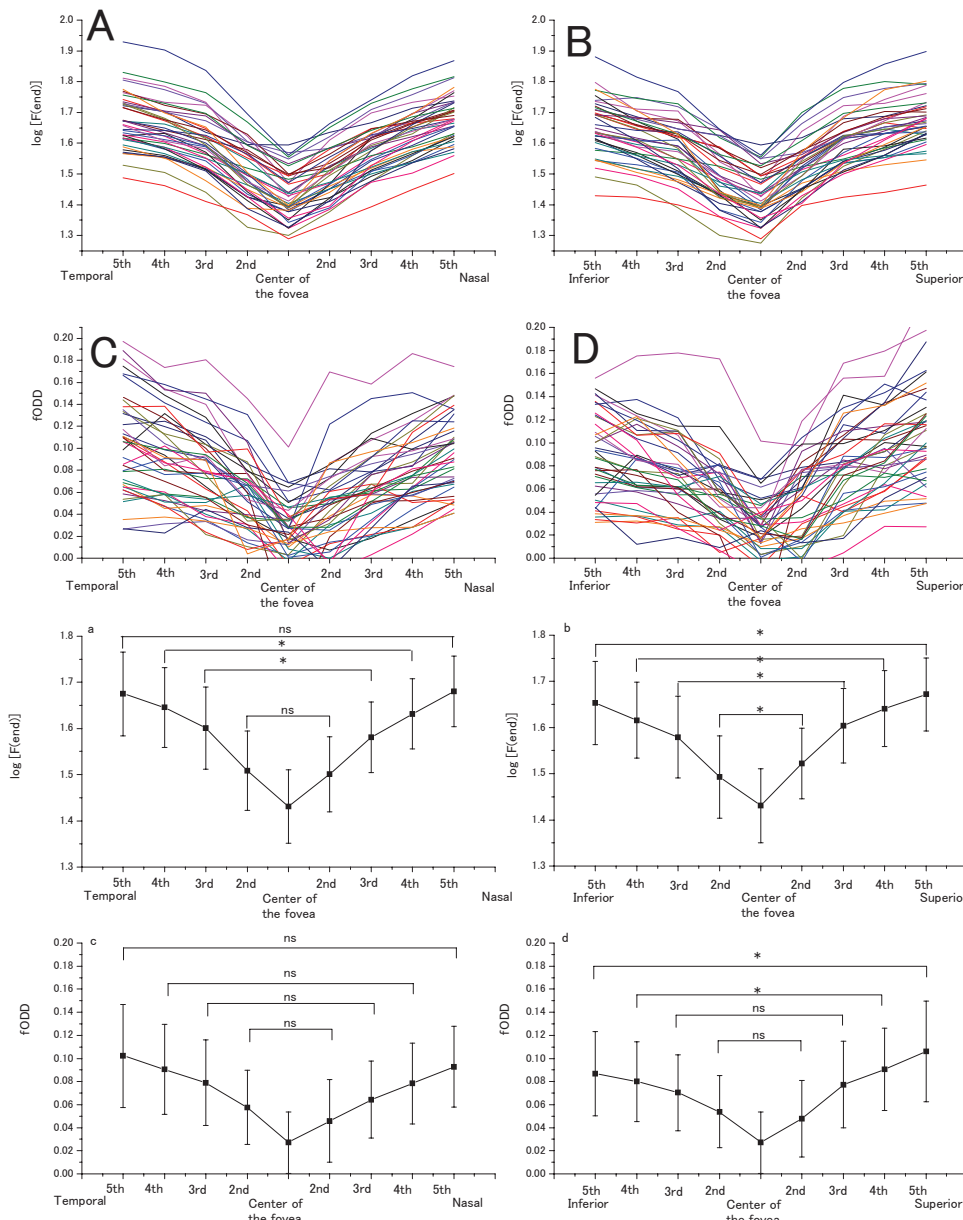 A
2.0
1.9
1.8
1.7
1.6
1.5
1.4
1.3
log [F(end)]
5th 4th 3rd 2nd Center of the fovea 2nd 3rd 4th 5th
Temporal Nasal
B
2.0
1.9
1.8
1.7
1.6
1.5
1.4
1.3
log [F(end)]
5th 4th 3rd 2nd Center of the fovea 2nd 3rd 4th 5th
Inferior Superior
C
0.20
0.18
0.16
0.14
0.12
0.10
0.08
0.06
0.04
0.02
0.00
fODD
5th 4th 3rd 2nd Center of the fovea 2nd 3rd 4th 5th
Temporal Nasal
D
0.20
0.18
0.16
0.14
0.12
0.10
0.08
0.06
0.04
0.02
0.00
fODD
5th 4th 3rd 2nd Center of the fovea 2nd 3rd 4th 5th
Inferior Superior
a
ns
*
*
ns
1.8
1.7
1.6
1.5
1.4
1.3
log [F(end)]
5th 4th 3rd 2nd Center of the fovea 2nd 3rd 4th 5th
Temporal Nasal
b
*
*
*
*
1.8
1.7
1.6
1.5
1.4
1.3
log [F(end)]
5th 4th 3rd 2nd Center of the fovea 2nd 3rd 4th 5th
Inferior Superior
c
ns
ns
ns
ns
0.20
0.18
0.16
0.14
0.12
0.10
0.08
0.06
0.04
0.02
0.00
fODD
5th 4th 3rd 2nd Center of the fovea 2nd 3rd 4th 5th
Temporal Nasal
d
*
*
ns
ns
0.20
0.18
0.16
0.14
0.12
0.10
0.08
0.06
0.04
0.02
0.00
fODD
5th 4th 3rd 2nd Center of the fovea 2nd 3rd 4th 5th
Inferior Superior